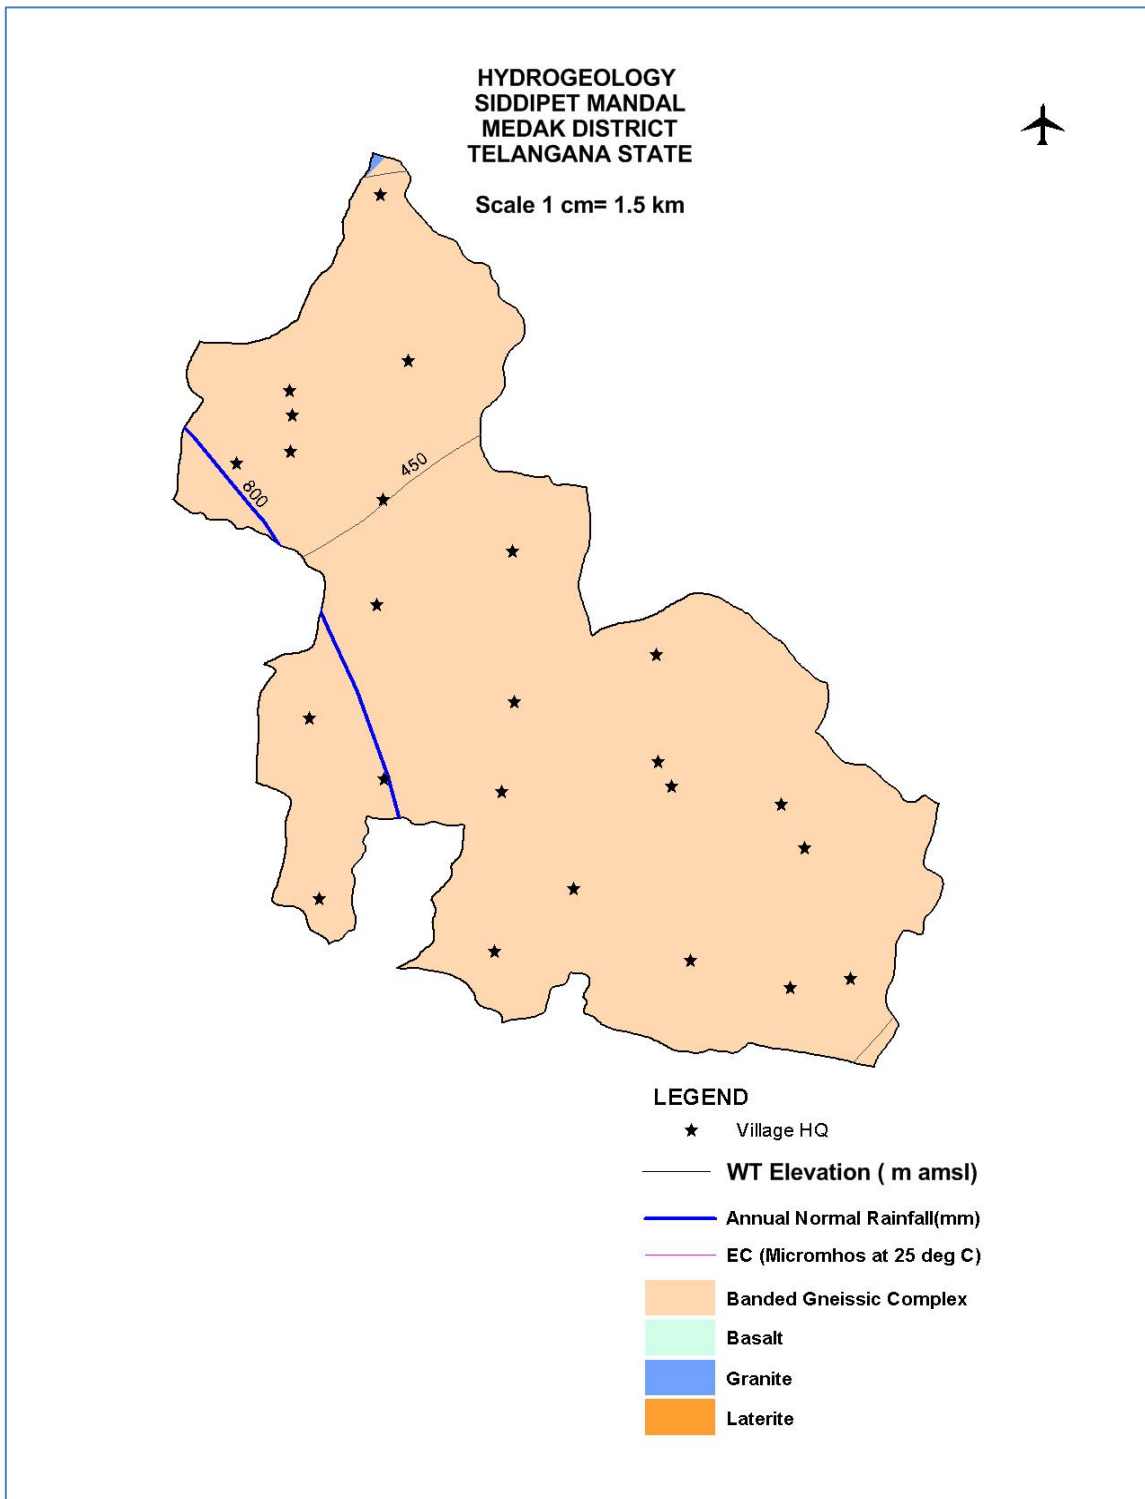 HYDROGEOLOGY
SIDDIPET MANDAL
MEDAK DISTRICT
TELANGANA STATE
Scale 1 cm= 1.5 km
450
800
LEGEND
Village HQ
WT Elevation ( m amsl)
Annual Normal Rainfall(mm)
EC (Micromhos at 25 deg C)
Banded Gneissic Complex
Basalt
Granite
Laterite